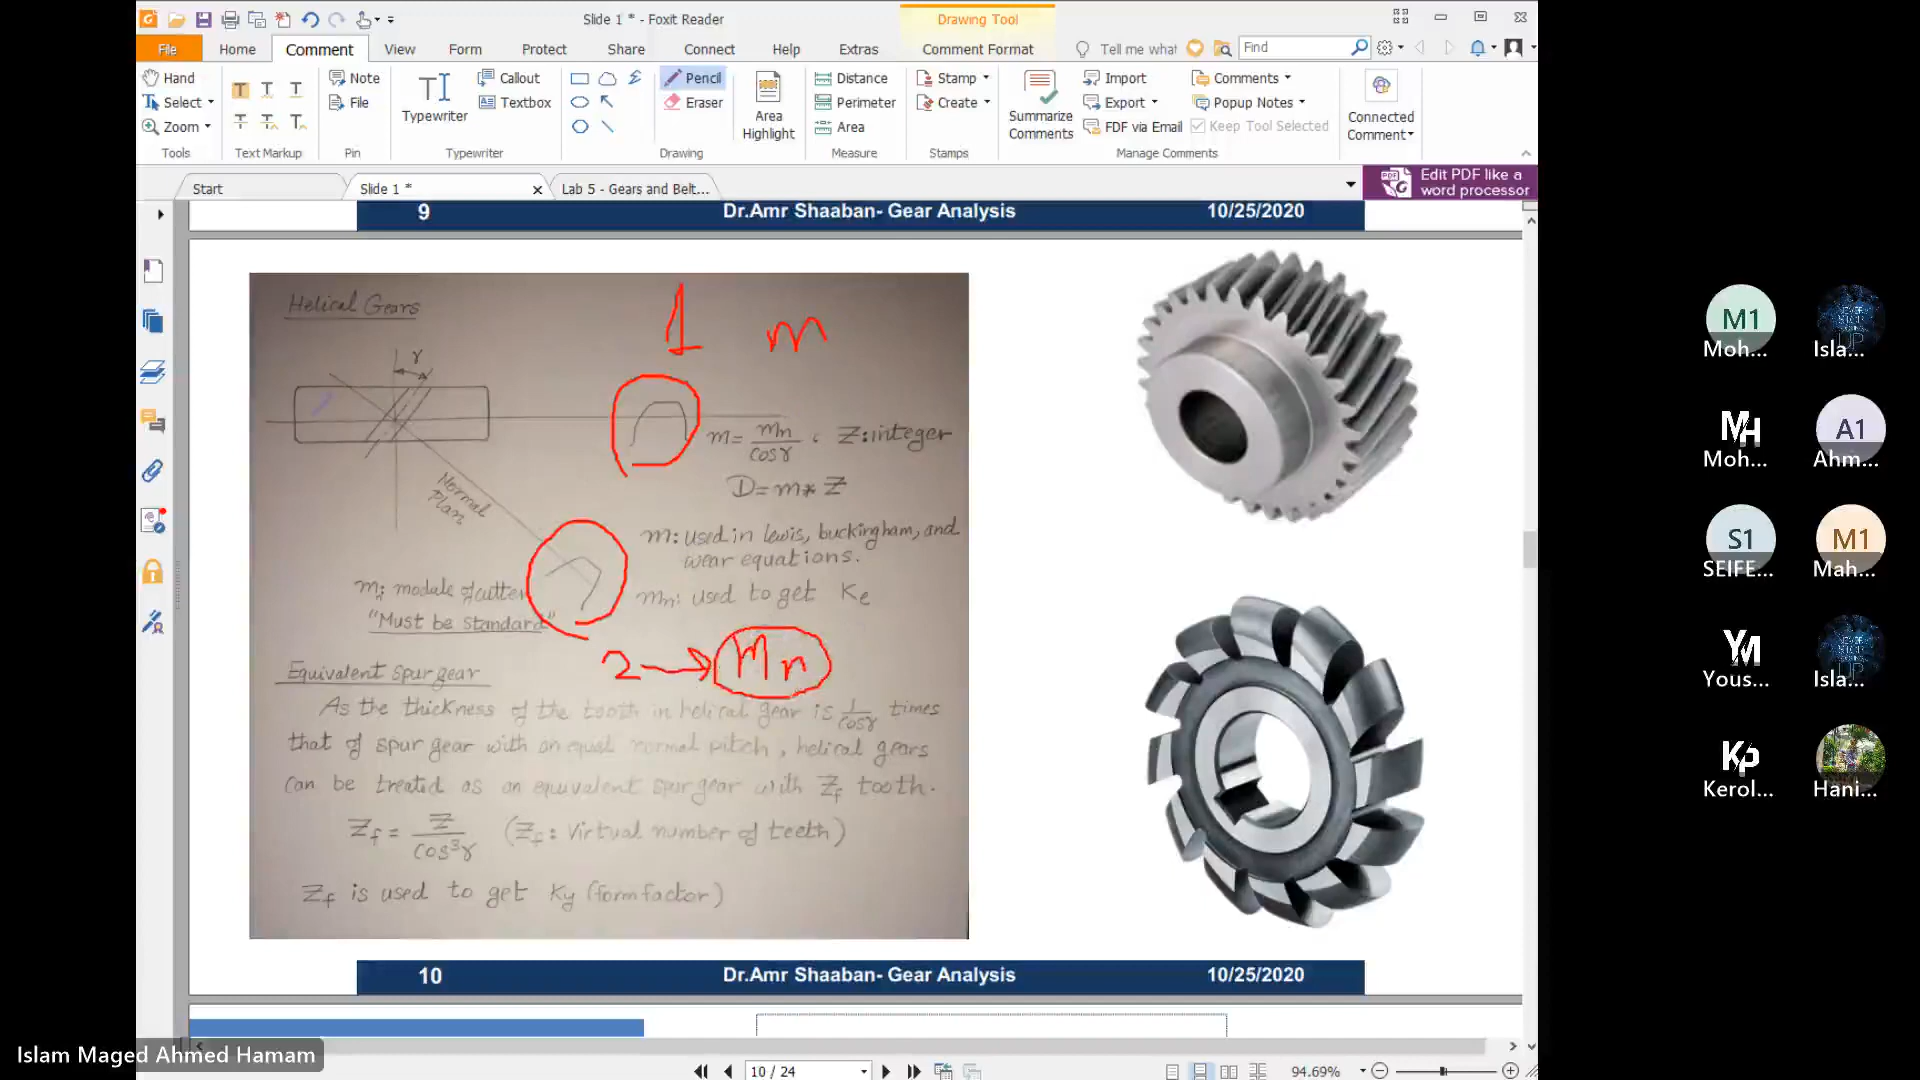 Slide 1 * - Foxit Reader
Drawing Tool
File
Home
Comment
View
Form
Protect
Share
Connect
Help
Extras
Comment Format
Tell me what
Find
Hand
Select
Zoom
Tools
Text Markup
Note
File
Pin
Typewriter
Callout
Textbox
Typewriter
Pencil
Eraser
Area
Highlight
Drawing
Distance
Perimeter
Area
Measure
Stamp
Create
Stamps
Summarize
Comments
Import
Export
FDF via Email
Comments
Popup Notes
Keep Tool Selected
Manage Comments
Connected
Comment
Start
Slide 1 *
Lab 5 - Gears and Belt...
Edit PDF like a
word processor
9
Dr.Amr Shaaban- Gear Analysis
10/25/2020
Helical Gears
1 m
γ
m = mn / cosγ , Z: integer
D = m * Z
Normal
Plan
m: used in lewis, buckingham, and
wear equations.
mn: module of cutter
"Must be standard"
mn: used to get Ke
2 → mn
Equivalent spur gear
As the thickness of the tooth in helical gear is 1/cosγ times
that of spur gear with an equal normal pitch, helical gears
can be treated as an equivalent spur gear with Zf tooth.
Zf = Z / cos³γ (Zf: Virtual number of teeth)
Zf is used to get Ky (form factor)
10
Dr.Amr Shaaban- Gear Analysis
10/25/2020
10 / 24
94.69%
Islam Maged Ahmed Hamam
M1
Moh...
Isla...
MH
Moh...
A1
Ahm...
S1
SEIFE...
M1
Mah...
YM
Yous...
Isla...
KP
Kerol...
Hani...